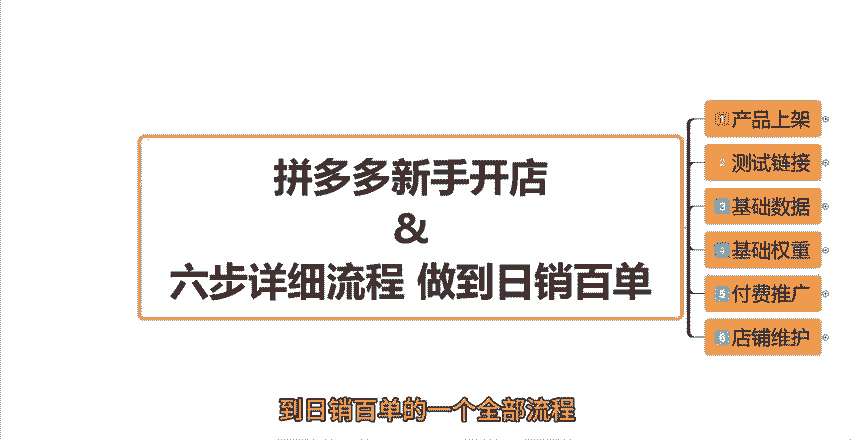 拼多多新手开店
&
六步详细流程 做到日销百单
1 产品上架
2 测试链接
3 基础数据
4 基础权重
5 付费推广
6 店铺维护
到日销百单的一个全部流程